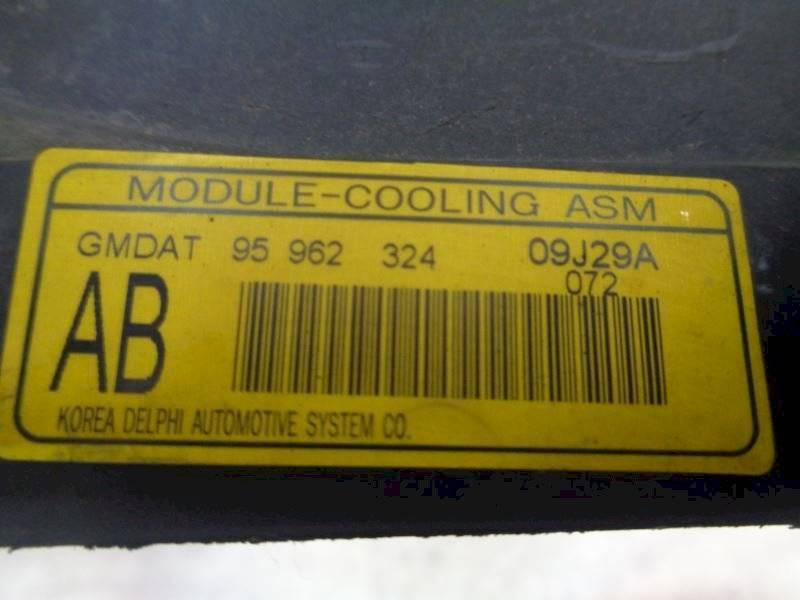 MODULE-COOLING ASM
GMDAT 95 962 324 09J29A
072
AB
KOREA DELPHI AUTOMOTIVE SYSTEM CO.